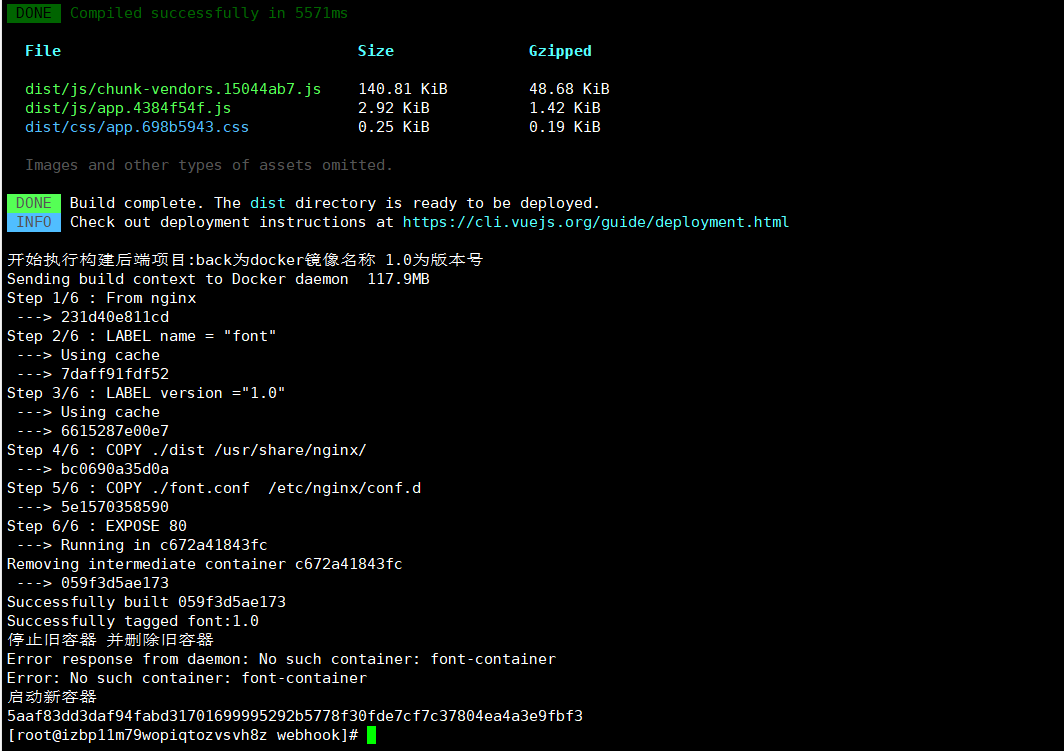 DONE Compiled successfully in 5571ms
File Size Gzipped
dist/js/chunk-vendors.15044ab7.js 140.81 KiB 48.68 KiB
dist/js/app.4384f54f.js 2.92 KiB 1.42 KiB
dist/css/app.698b5943.css 0.25 KiB 0.19 KiB
Images and other types of assets omitted.
DONE Build complete. The dist directory is ready to be deployed.
INFO Check out deployment instructions at https://cli.vuejs.org/guide/deployment.html
开始执行构建后端项目:back为docker镜像名称 1.0为版本号
Sending build context to Docker daemon  117.9MB
Step 1/6 : From nginx
---> 231d40e811cd
Step 2/6 : LABEL name = "font"
---> Using cache
---> 7daff91fdf52
Step 3/6 : LABEL version ="1.0"
---> Using cache
---> 6615287e00e7
Step 4/6 : COPY ./dist /usr/share/nginx/
---> bc0690a35d0a
Step 5/6 : COPY ./font.conf  /etc/nginx/conf.d
---> 5e1570358590
Step 6/6 : EXPOSE 80
---> Running in c672a41843fc
Removing intermediate container c672a41843fc
---> 059f3d5ae173
Successfully built 059f3d5ae173
Successfully tagged font:1.0
停止旧容器 并删除旧容器
Error response from daemon: No such container: font-container
Error: No such container: font-container
启动新容器
5aaf83dd3daf94fabd31701699995292b5778f30fde7cf7c37804ea4a3e9fbf3
[root@izbp11m79wopiqtozvsvh8z webhook]#